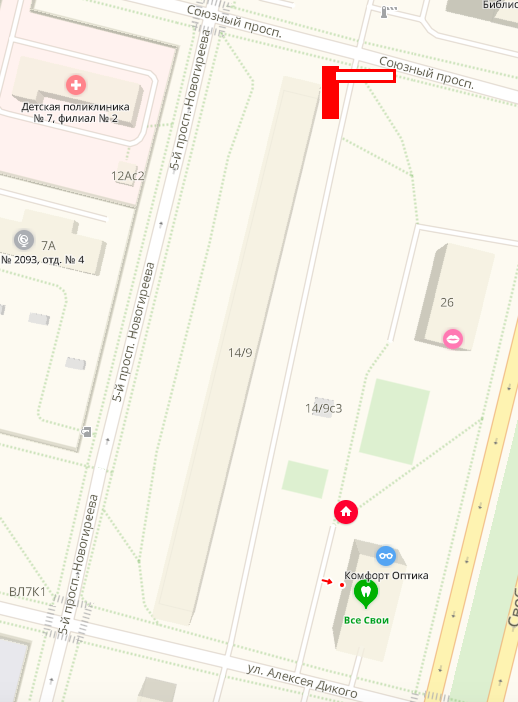 Библио
Союзный просп.
Союзный просп.
5-й просп. Новогиреева
Детская поликлиника
№ 7, филиал № 2
12Ас2
7А
№ 2093, отд. № 4
26
5-й просп. Новогиреева
14/9
14/9с3
5-й просп. Новогиреева
Комфорт Оптика
ВЛ7К1
Все Свои
Своб
ул. Алексея Дикого